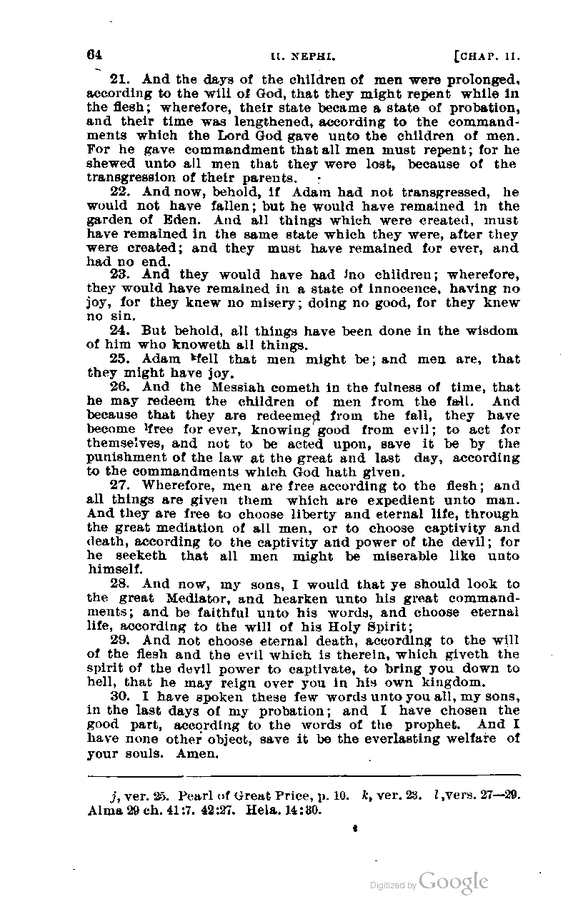 64 II. NEPHI. [CHAP. II.
21. And the days of the children of men were prolonged,
according to the will of God, that they might repent while in
the flesh; wherefore, their state became a state of probation,
and their time was lengthened, according to the command-
ments which the Lord God gave unto the children of men.
For he gave commandment that all men must repent; for he
shewed unto all men that they were lost, because of the
transgression of their parents.
22. And now, behold, if Adam had not transgressed, he
would not have fallen; but he would have remained in the
garden of Eden. And all things which were created, must
have remained in the same state which they were, after they
were created; and they must have remained for ever, and
had no end.
23. And they would have had jno children; wherefore,
they would have remained in a state of innocence, having no
joy, for they knew no misery; doing no good, for they knew
no sin.
24. But behold, all things have been done in the wisdom
of him who knoweth all things.
25. Adam kfell that men might be; and men are, that
they might have joy.
26. And the Messiah cometh in the fulness of time, that
he may redeem the children of men from the fall. And
because that they are redeemed from the fall, they have
become lfree for ever, knowing good from evil; to act for
themselves, and not to be acted upon, save it be by the
punishment of the law at the great and last day, according
to the commandments which God hath given.
27. Wherefore, men are free according to the flesh; and
all things are given them which are expedient unto man.
And they are free to choose liberty and eternal life, through
the great mediation of all men, or to choose captivity and
death, according to the captivity and power of the devil; for
he seeketh that all men might be miserable like unto
himself.
28. And now, my sons, I would that ye should look to
the great Mediator, and hearken unto his great command-
ments; and be faithful unto his words, and choose eternal
life, according to the will of his Holy Spirit;
29. And not choose eternal death, according to the will
of the flesh and the evil which is therein, which giveth the
spirit of the devil power to captivate, to bring you down to
hell, that he may reign over you in his own kingdom.
30. I have spoken these few words unto you all, my sons,
in the last days of my probation; and I have chosen the
good part, according to the words of the prophet. And I
have none other object, save it be the everlasting welfare of
your souls. Amen.
j, ver. 25. Pearl of Great Price, p. 10. k, ver. 23. l, vers. 27—29.
Alma 29 ch. 41:7. 42:27. Hela. 14:30.
Digitized by Google